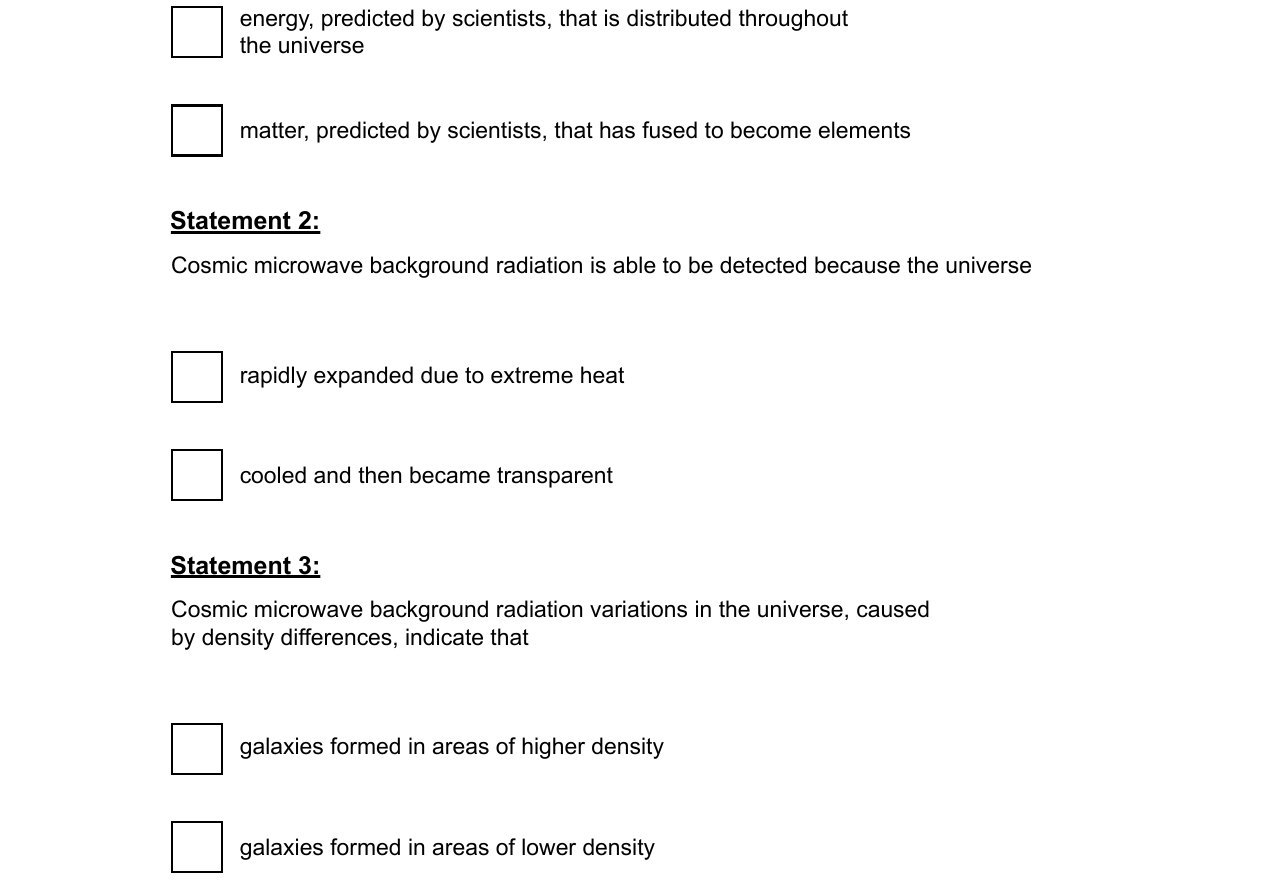 energy, predicted by scientists, that is distributed throughout
the universe
matter, predicted by scientists, that has fused to become elements
Statement 2:
Cosmic microwave background radiation is able to be detected because the universe
rapidly expanded due to extreme heat
cooled and then became transparent
Statement 3:
Cosmic microwave background radiation variations in the universe, caused
by density differences, indicate that
galaxies formed in areas of higher density
galaxies formed in areas of lower density